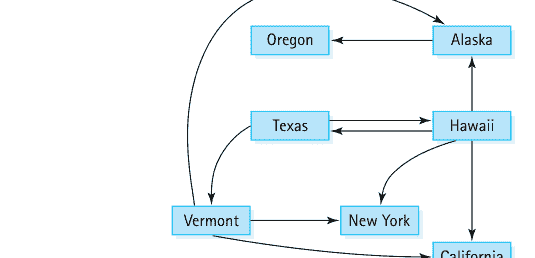 Oregon
Alaska
Texas
Hawaii
Vermont
New York
California